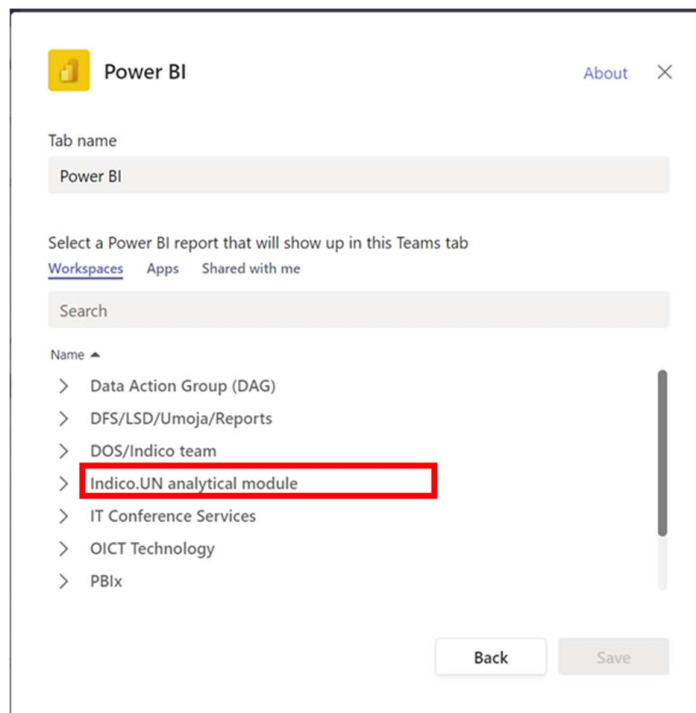 Power BI About
Tab name
Power BI
Select a Power BI report that will show up in this Teams tab
Workspaces Apps Shared with me
Search
Name
Data Action Group (DAG)
DFS/LSD/Umoja/Reports
DOS/Indico team
Indico.UN analytical module
IT Conference Services
OICT Technology
PBIx
Back Save